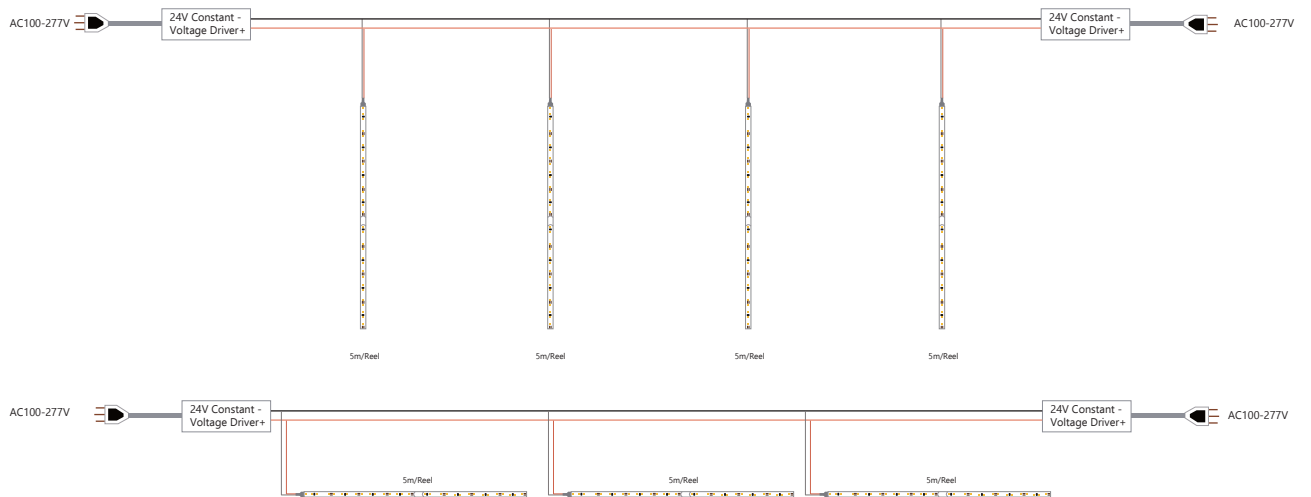 AC100-277V
24V Constant -
Voltage Driver+
24V Constant -
Voltage Driver+
AC100-277V
5m/Reel
5m/Reel
5m/Reel
5m/Reel
AC100-277V
24V Constant -
Voltage Driver+
24V Constant -
Voltage Driver+
AC100-277V
5m/Reel
5m/Reel
5m/Reel